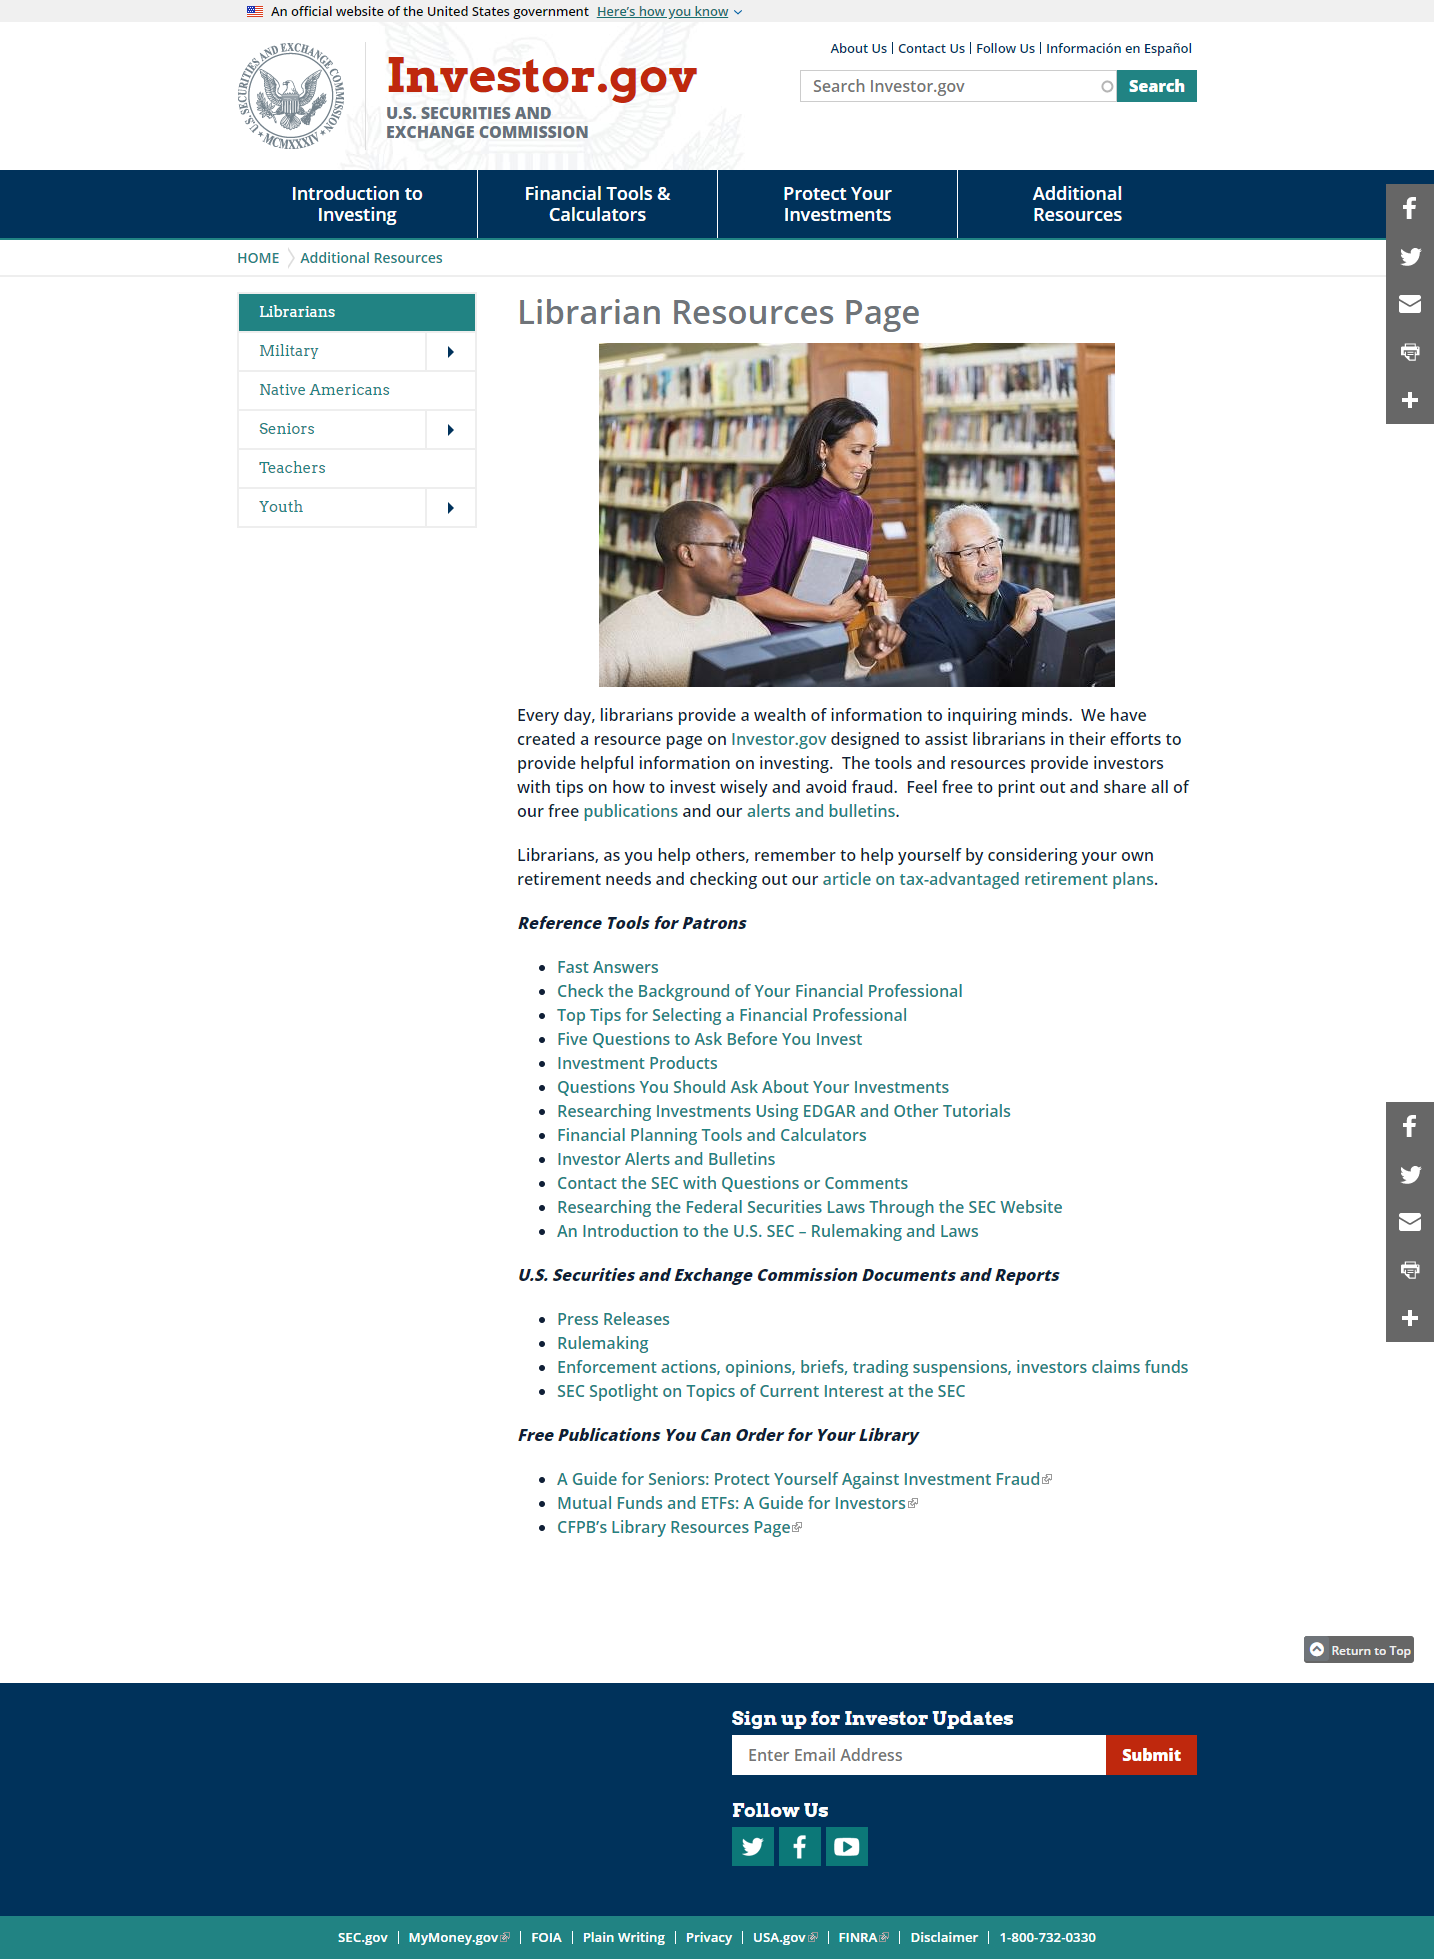 An official website of the United States government Here's how you know
About Us | Contact Us | Follow Us | Información en Español
SECURITIES AND EXCHANGE COMMISSION U.S. MCMXXXIV
Investor.gov
U.S. SECURITIES AND
EXCHANGE COMMISSION
Search Investor.gov
Search
Introduction to
Investing
Financial Tools &
Calculators
Protect Your
Investments
Additional
Resources
HOME Additional Resources
Librarians
Military
Native Americans
Seniors
Teachers
Youth
Librarian Resources Page
Every day, librarians provide a wealth of information to inquiring minds.  We have
created a resource page on Investor.gov designed to assist librarians in their efforts to
provide helpful information on investing.  The tools and resources provide investors
with tips on how to invest wisely and avoid fraud.  Feel free to print out and share all of
our free publications and our alerts and bulletins.
Librarians, as you help others, remember to help yourself by considering your own
retirement needs and checking out our article on tax-advantaged retirement plans.
Reference Tools for Patrons
Fast Answers
Check the Background of Your Financial Professional
Top Tips for Selecting a Financial Professional
Five Questions to Ask Before You Invest
Investment Products
Questions You Should Ask About Your Investments
Researching Investments Using EDGAR and Other Tutorials
Financial Planning Tools and Calculators
Investor Alerts and Bulletins
Contact the SEC with Questions or Comments
Researching the Federal Securities Laws Through the SEC Website
An Introduction to the U.S. SEC – Rulemaking and Laws
U.S. Securities and Exchange Commission Documents and Reports
Press Releases
Rulemaking
Enforcement actions, opinions, briefs, trading suspensions, investors claims funds
SEC Spotlight on Topics of Current Interest at the SEC
Free Publications You Can Order for Your Library
A Guide for Seniors: Protect Yourself Against Investment Fraud
Mutual Funds and ETFs: A Guide for Investors
CFPB’s Library Resources Page
Return to Top
Sign up for Investor Updates
Enter Email Address
Submit
Follow Us
SEC.gov | MyMoney.gov | FOIA | Plain Writing | Privacy | USA.gov | FINRA | Disclaimer | 1-800-732-0330